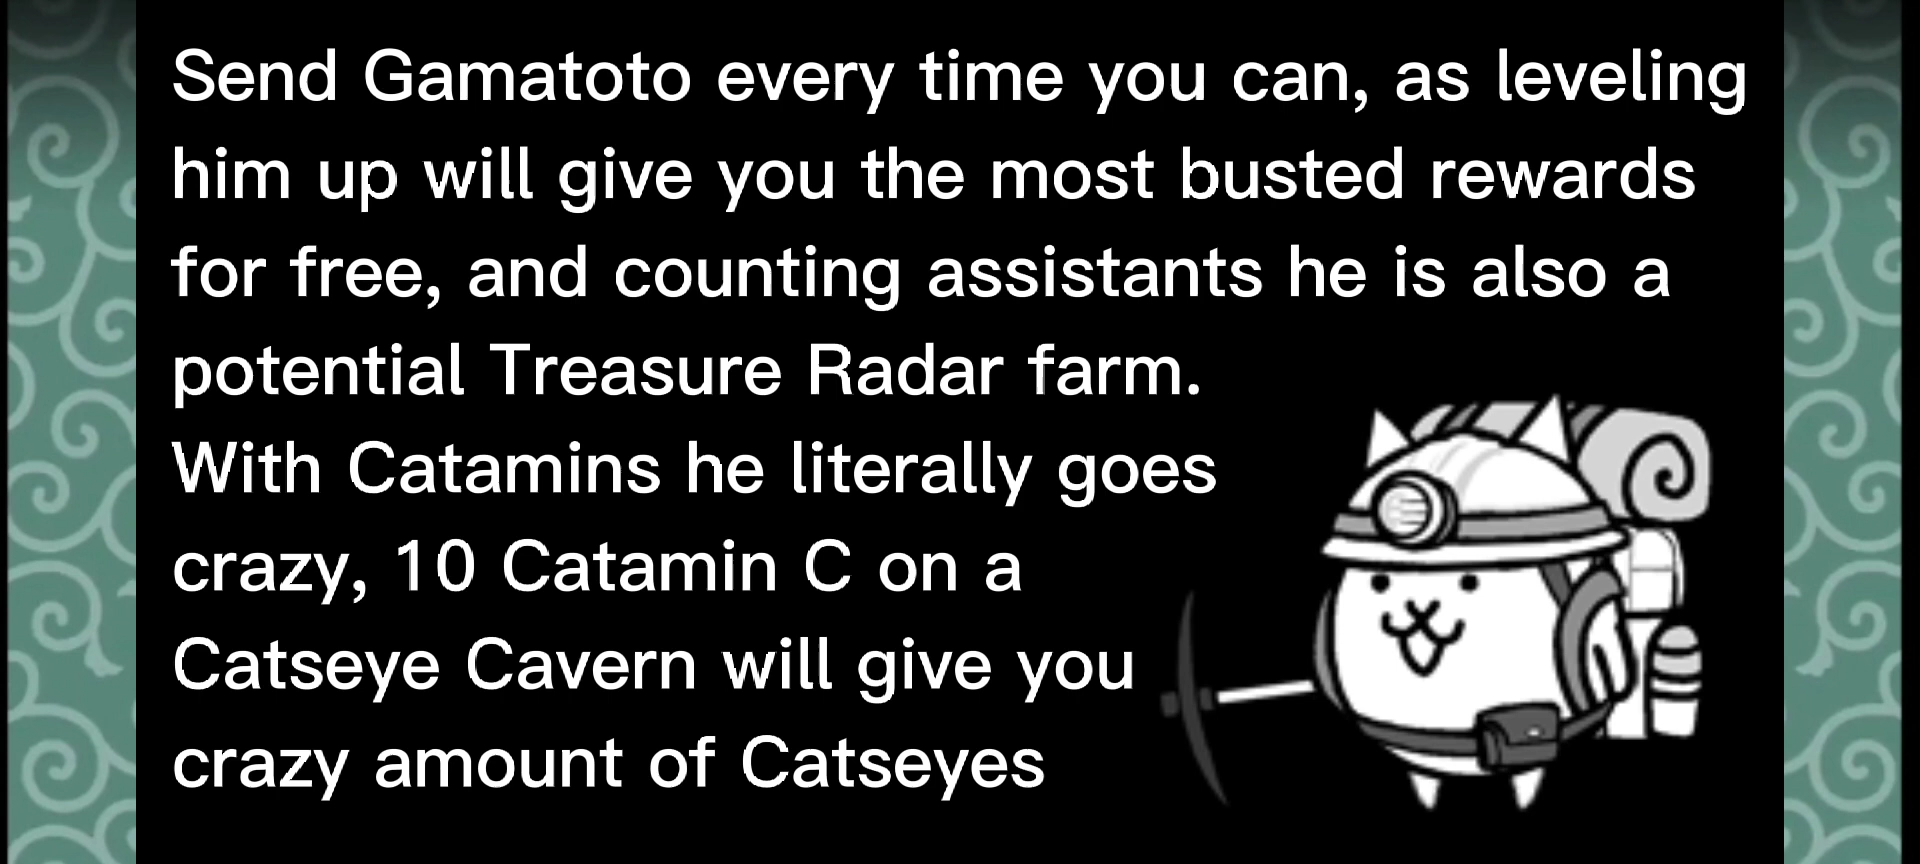 Send Gamatoto every time you can, as leveling
him up will give you the most busted rewards
for free, and counting assistants he is also a
potential Treasure Radar farm.
With Catamins he literally goes
crazy, 10 Catamin C on a
Catseye Cavern will give you
crazy amount of Catseyes